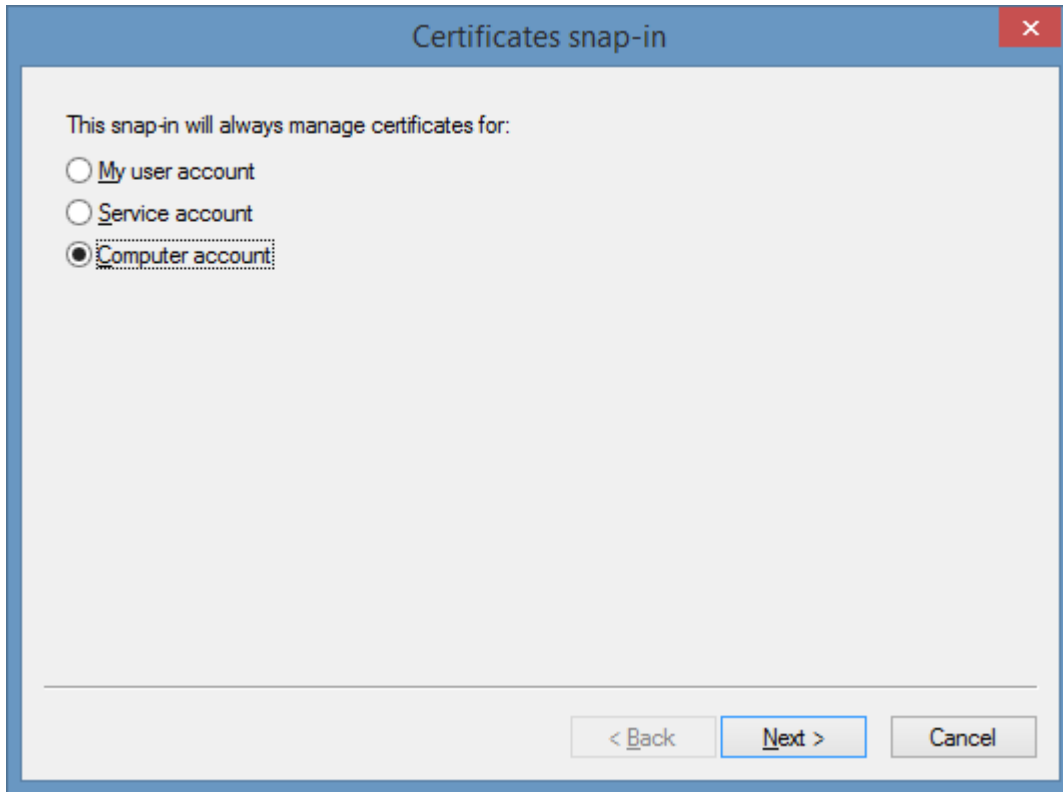 Certificates snap-in
This snap-in will always manage certificates for:
My user account
Service account
Computer account
< Back
Next >
Cancel